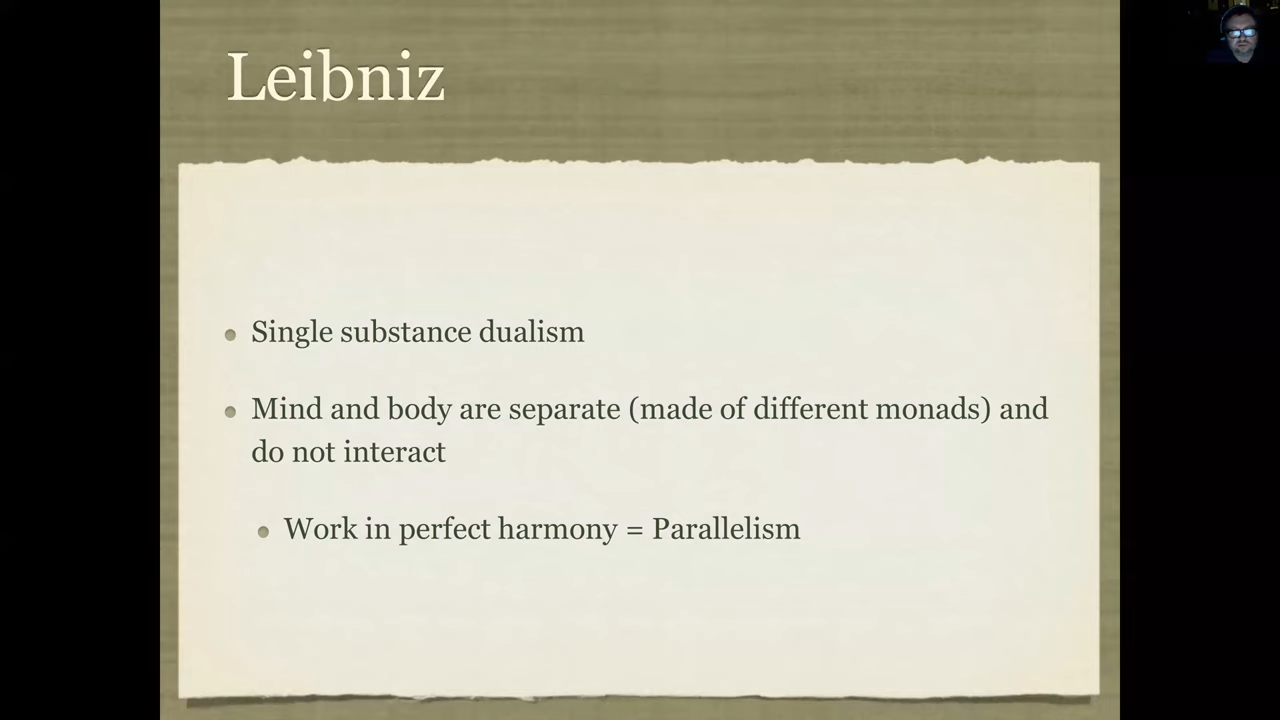 Leibniz
Single substance dualism
Mind and body are separate (made of different monads) and
do not interact
Work in perfect harmony = Parallelism